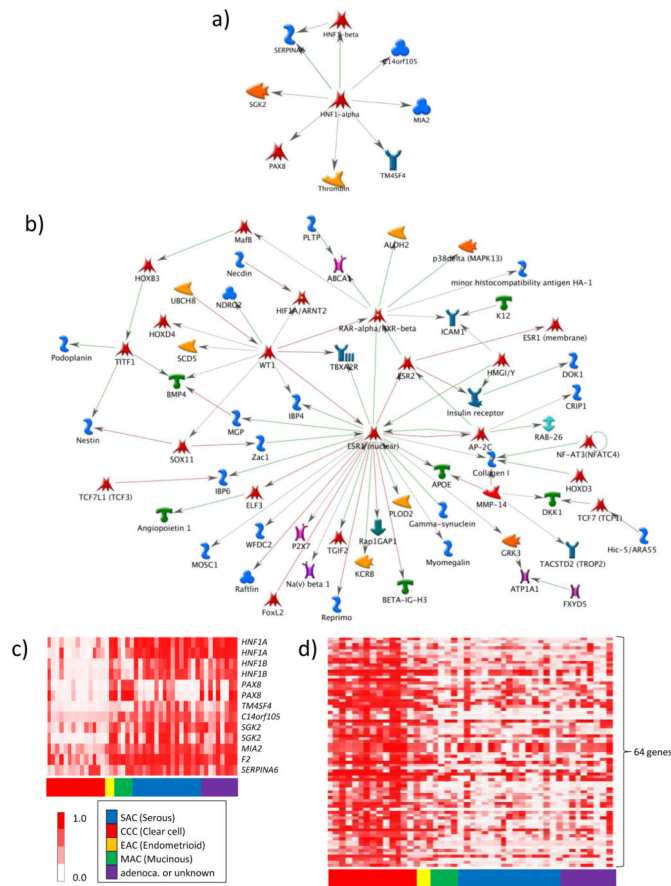 a)
HNF1-beta
SERPINA6
C14orf105
SGK2
HNF1-alpha
MIA2
PAX8
TM4SF4
Thrombin
b)
MafB
PLTP
ALDH2
p38delta (MAPK13)
HOXB3
Necdin
ABCA1
minor histocompatibility antigen HA-1
UBCH8
NDRG2
HIF1A/ARNT2
RAR-alpha/RXR-beta
K12
HOXD4
ICAM1
ESR1 (membrane)
Podoplanin
TITF1
SCD5
WT1
TBXA2R
ESR2
HMGI/Y
DOK1
BMP4
IBP4
Insulin receptor
CRIP1
Nestin
MGP
ESR1 (nuclear)
AP-2C
RAB-26
SOX11
Zac1
Collagen I
NF-AT3(NFATC4)
TCF7L1 (TCF3)
IBP6
APOE
HOXD3
MMP-14
Angiopoietin 1
ELF3
PLOD2
Gamma-synuclein
DKK1
TCF7 (TCF1)
MOSC1
WFDC2
P2X7
TGIF2
Rap1GAP1
Myomegalin
GRK3
TACSTD2 (TROP2)
Hic-5/ARA55
Raftlin
Na(v) beta 1
KCRB
BETA-IG-H3
ATP1A1
FXYD5
FoxL2
Reprimo
c)
HNF1A
HNF1A
HNF1B
HNF1B
PAX8
PAX8
TM4SF4
C14orf105
SGK2
SGK2
MIA2
F2
SERPINA6
1.0
0.0
SAC (Serous)
CCC (Clear cell)
EAC (Endometrioid)
MAC (Mucinous)
adenoca. or unknown
d)
64 genes